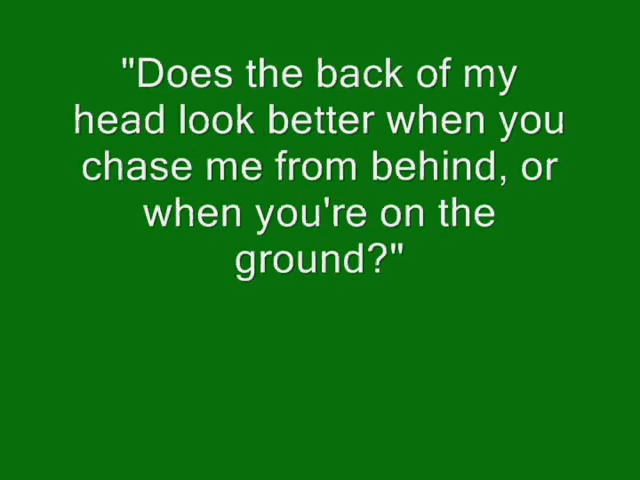 "Does the back of my
head look better when you
chase me from behind, or
when you're on the
ground?"